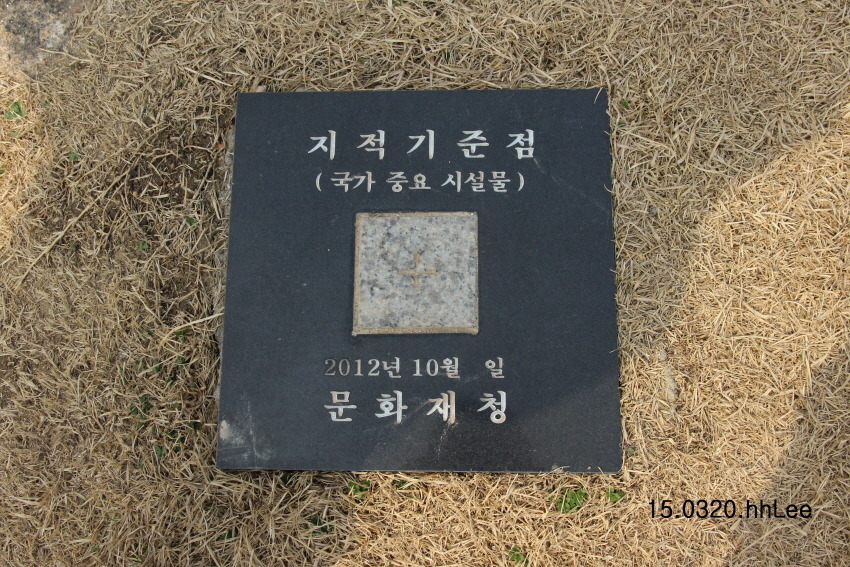 지적기준점
(국가 중요 시설물)
2012년 10월 일
문화재청
15.0320.hhLee